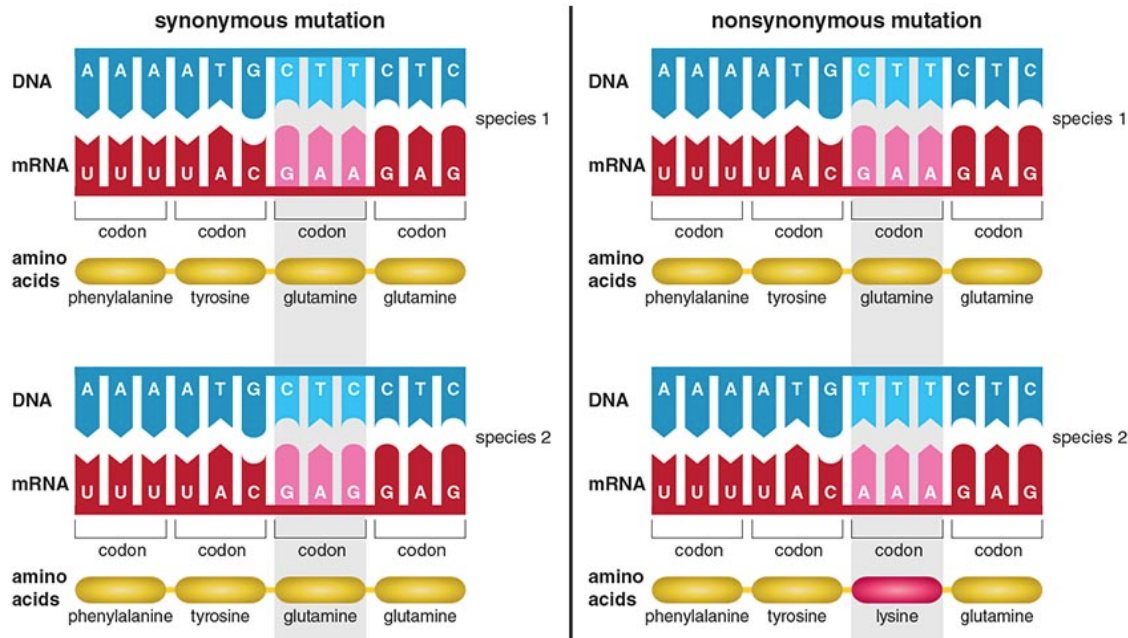 synonymous mutation
DNA
A A A A T G C T T C T C
species 1
mRNA
U U U U A C G A A G A G
codon codon codon codon
amino
acids
phenylalanine tyrosine glutamine glutamine
DNA
A A A A T G C T C C T C
species 2
mRNA
U U U U A C G A G G A G
codon codon codon codon
amino
acids
phenylalanine tyrosine glutamine glutamine
nonsynonymous mutation
DNA
A A A A T G C T T C T C
species 1
mRNA
U U U U A C G A A G A G
codon codon codon codon
amino
acids
phenylalanine tyrosine glutamine glutamine
DNA
A A A A T G T T T C T C
species 2
mRNA
U U U U A C A A A G A G
codon codon codon codon
amino
acids
phenylalanine tyrosine lysine glutamine